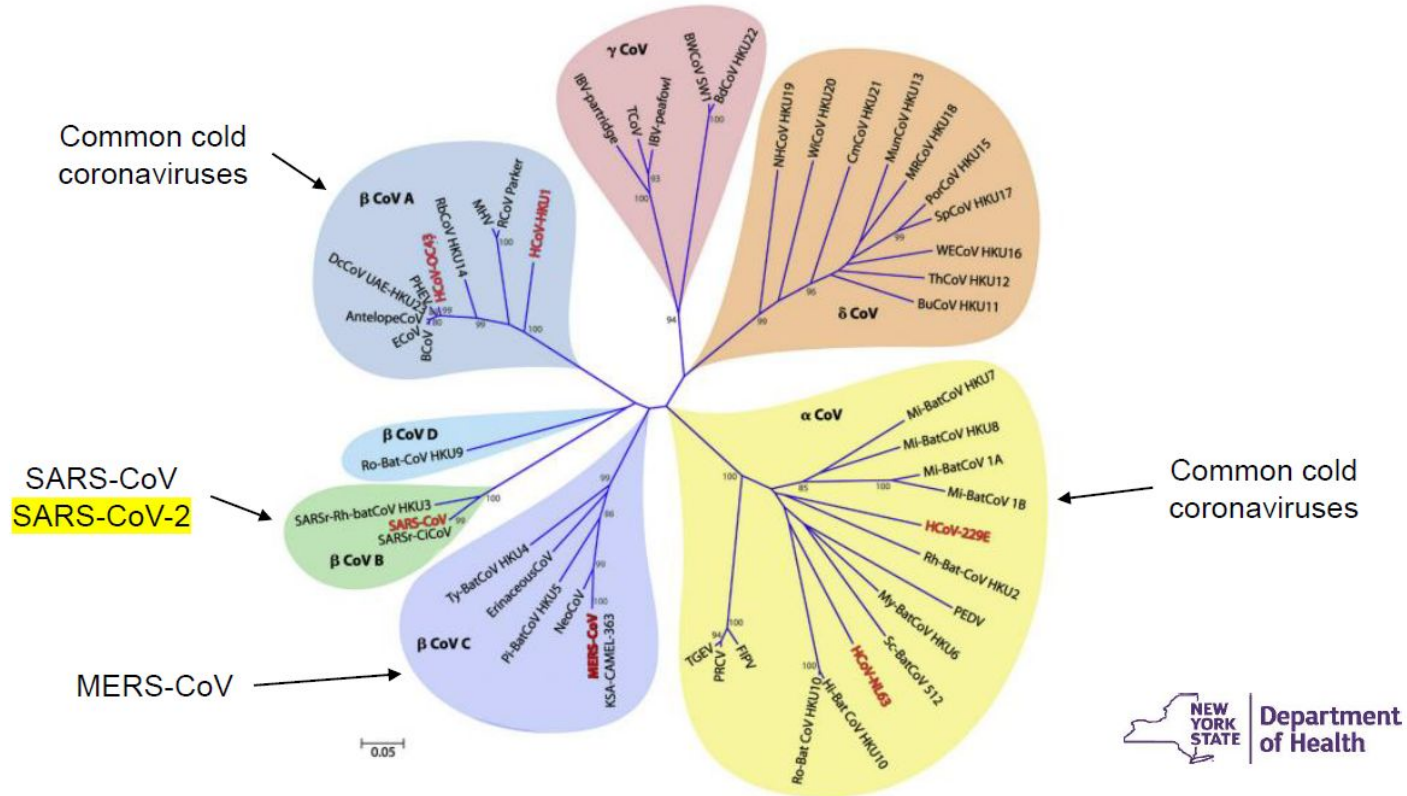 Common cold
coronaviruses
β CoV A
DcCoV UAE-HKU23
AntelopeCoV
ECoV
BCoV
PHEV
HCoV-OC43
RbCoV HKU14
MHV
RCoV Parker
HCoV-HKU1
99
100
99
100
100
γ CoV
IBV-partridge
TCoV
IBV-peafowl
BWCoV SW1
BdCoV HKU22
93
100
100
94
NHCoV HKU19
WiCoV HKU20
CmCoV HKU21
MunCoV HKU13
MRCoV HKU18
PorCoV HKU15
SpCoV HKU17
WECoV HKU16
ThCoV HKU12
BuCoV HKU11
99
96
99
δ CoV
β CoV D
Ro-Bat-CoV HKU9
SARS-CoV
SARS-CoV-2
SARSr-Rh-batCoV HKU3
SARS-CoV
SARSr-CiCoV
β CoV B
100
99
MERS-CoV
β CoV C
Ty-BatCoV HKU4
ErinaceousCoV
Pi-BatCoV HKU5
NeoCoV
MERS-CoV
KSA-CAMEL-363
99
86
99
100
0.05
α CoV
Mi-BatCoV HKU7
Mi-BatCoV HKU8
Mi-BatCoV 1A
Mi-BatCoV 1B
HCoV-229E
Rh-Bat-CoV HKU2
PEDV
My-BatCoV HKU6
Sc-BatCoV 512
HCoV-NL63
Hi-Bat CoV HKU10
Ro-Bat CoV HKU10
FIPV
PRCV
TGEV
100
85
100
100
94
100
Common cold
coronaviruses
NEW
YORK
STATE
Department
of Health